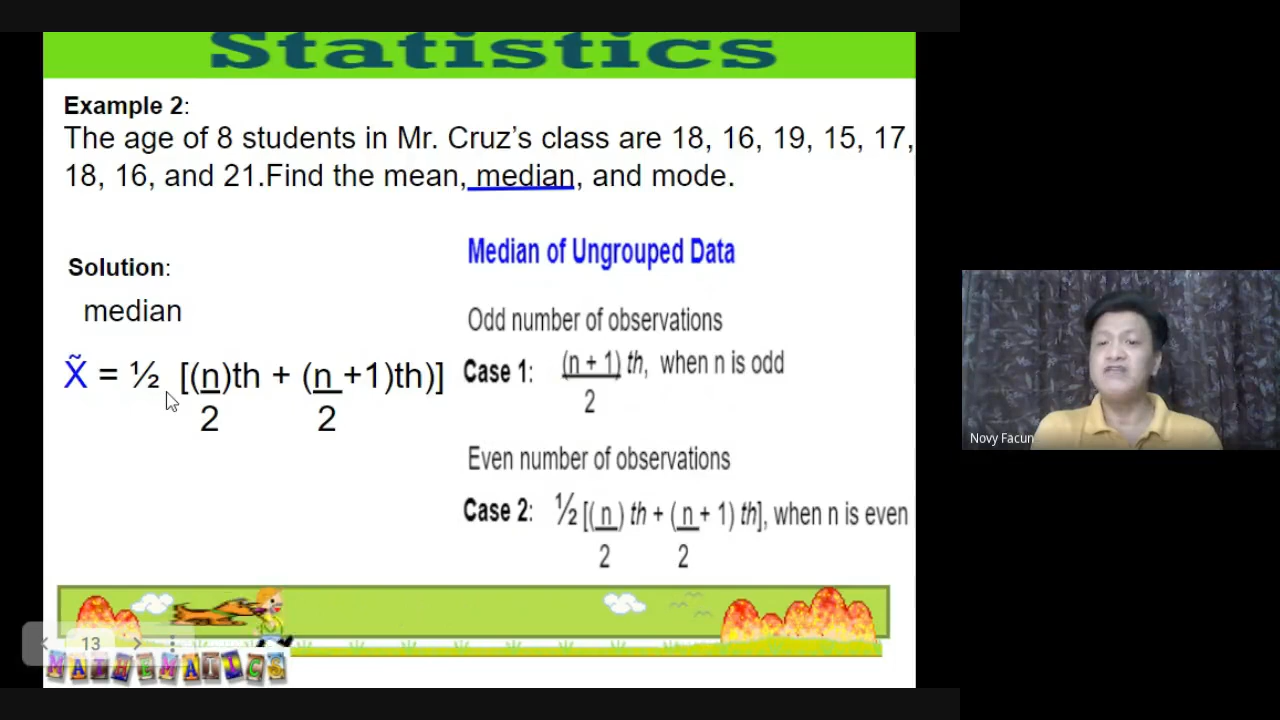 Statistics
Example 2:
The age of 8 students in Mr. Cruz’s class are 18, 16, 19, 15, 17,
18, 16, and 21.Find the mean, median, and mode.
Solution:
median
X̃ = ½ [(n)th + (n +1)th)]
2 2
Median of Ungrouped Data
Odd number of observations
Case 1: (n + 1) th, when n is odd
2
Even number of observations
Case 2: ½ [( n ) th + ( n + 1) th], when n is even
2 2
13
MATHEMATICS
Novy Facun